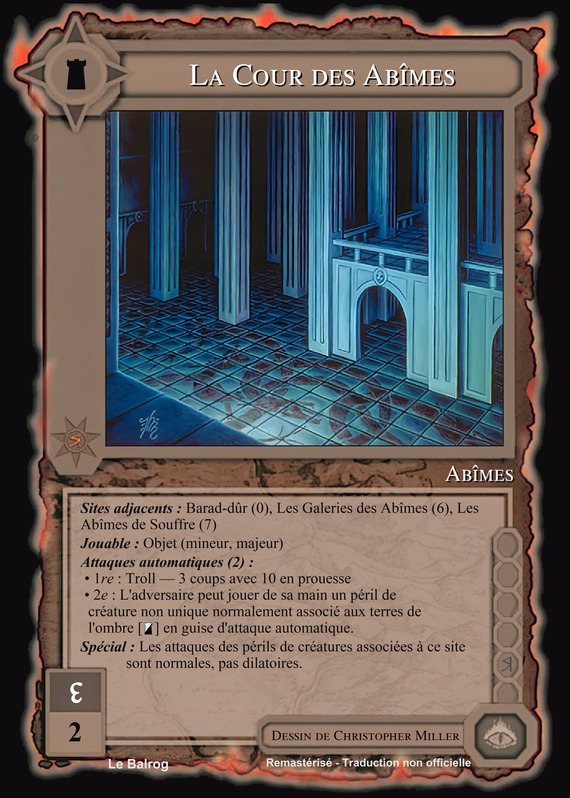 La Cour des Abîmes
Abîmes
Sites adjacents : Barad-dûr (0), Les Galeries des Abîmes (6), Les
Abîmes de Souffre (7)
Jouable : Objet (mineur, majeur)
Attaques automatiques (2) :
• 1re : Troll — 3 coups avec 10 en prouesse
• 2e : L'adversaire peut jouer de sa main un péril de
créature non unique normalement associé aux terres de
l'ombre [ ] en guise d'attaque automatique.
Spécial : Les attaques des périls de créatures associées à ce site
sont normales, pas dilatoires.
2
Dessin de Christopher Miller
Le Balrog
Remastérisé - Traduction non officielle